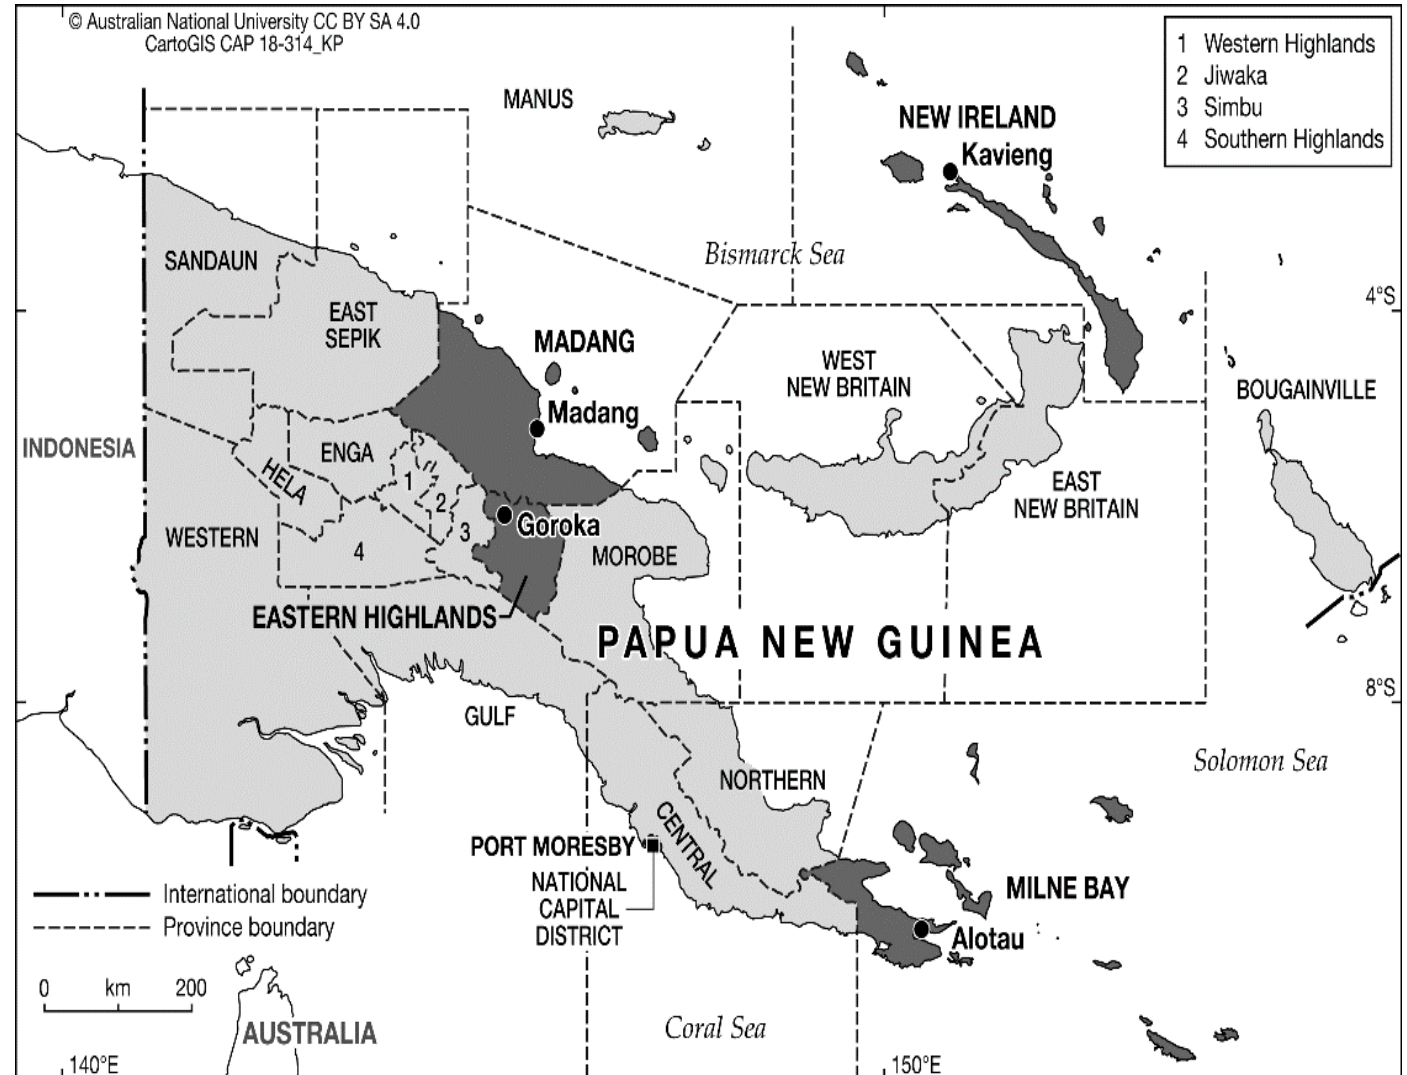 © Australian National University CC BY SA 4.0
CartoGIS CAP 18-314_KP
1 Western Highlands
2 Jiwaka
3 Simbu
4 Southern Highlands
MANUS
NEW IRELAND
Kavieng
Bismarck Sea
SANDAUN
4°S
EAST
SEPIK
MADANG
WEST
NEW BRITAIN
BOUGAINVILLE
Madang
INDONESIA
ENGA
HELA
1
2
3
4
EAST
NEW BRITAIN
Goroka
WESTERN
MOROBE
EASTERN HIGHLANDS
PAPUA NEW GUINEA
8°S
GULF
Solomon Sea
NORTHERN
CENTRAL
PORT MORESBY
NATIONAL
CAPITAL
DISTRICT
MILNE BAY
Alotau
International boundary
Province boundary
0 km 200
AUSTRALIA
Coral Sea
140°E
150°E